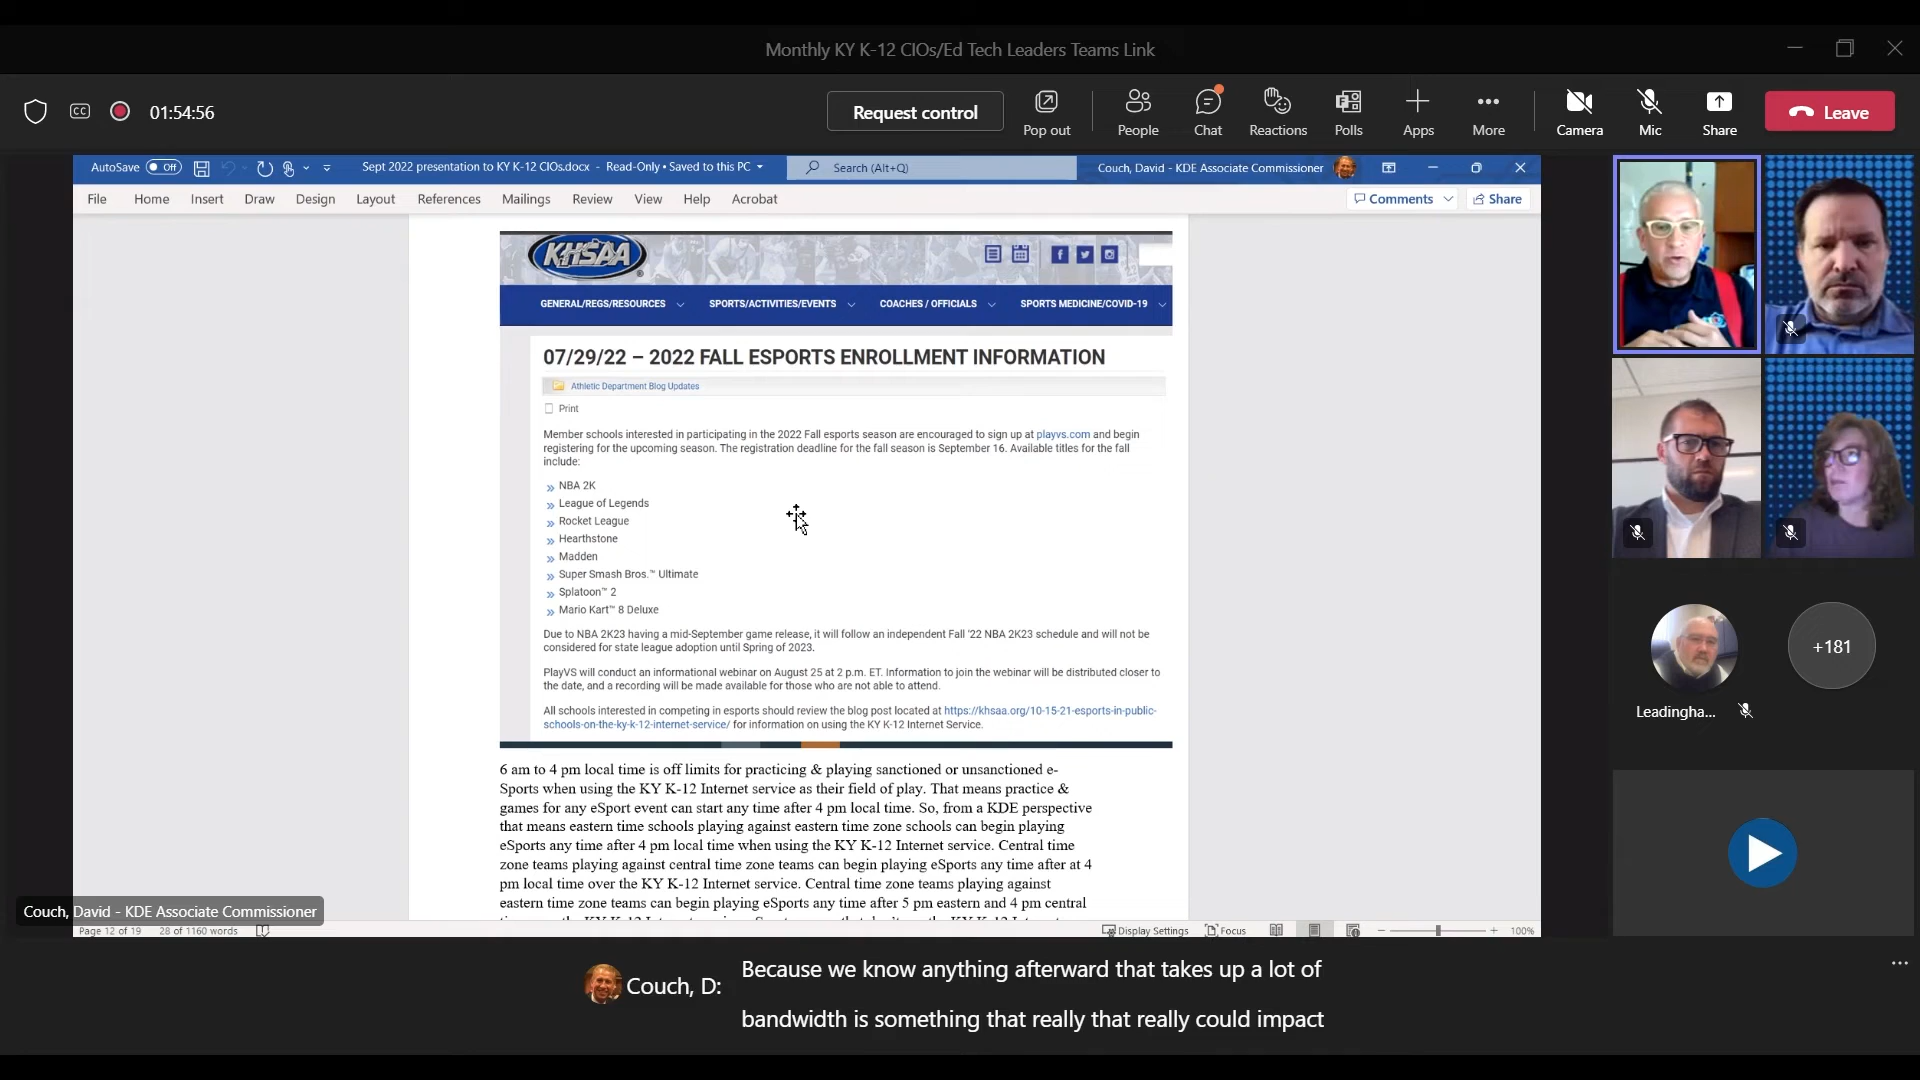 Monthly KY K-12 CIOs/Ed Tech Leaders Teams Link
CC
01:54:56
Request control
Pop out
People
Chat
Reactions
Polls
Apps
More
Camera
Mic
Share
Leave
AutoSave Off
Sept 2022 presentation to KY K-12 CIOs.docx - Read-Only • Saved to this PC
Search (Alt+Q)
Couch, David - KDE Associate Commissioner
File Home Insert Draw Design Layout References Mailings Review View Help Acrobat
Comments
Share
KHSAA
GENERAL/REGS/RESOURCES SPORTS/ACTIVITIES/EVENTS COACHES / OFFICIALS SPORTS MEDICINE/COVID-19
07/29/22 – 2022 FALL ESPORTS ENROLLMENT INFORMATION
Athletic Department Blog Updates
Print
Member schools interested in participating in the 2022 Fall esports season are encouraged to sign up at playvs.com and begin
registering for the upcoming season. The registration deadline for the fall season is September 16. Available titles for the fall
include:
» NBA 2K
» League of Legends
» Rocket League
» Hearthstone
» Madden
» Super Smash Bros.™ Ultimate
» Splatoon™ 2
» Mario Kart™ 8 Deluxe
Due to NBA 2K23 having a mid-September game release, it will follow an independent Fall '22 NBA 2K23 schedule and will not be
considered for state league adoption until Spring of 2023.
PlayVS will conduct an informational webinar on August 25 at 2 p.m. ET. Information to join the webinar will be distributed closer to
the date, and a recording will be made available for those who are not able to attend.
All schools interested in competing in esports should review the blog post located at https://khsaa.org/10-15-21-esports-in-public-
schools-on-the-ky-k-12-internet-service/ for information on using the KY K-12 Internet Service.
6 am to 4 pm local time is off limits for practicing & playing sanctioned or unsanctioned e-
Sports when using the KY K-12 Internet service as their field of play. That means practice &
games for any eSport event can start any time after 4 pm local time. So, from a KDE perspective
that means eastern time schools playing against eastern time zone schools can begin playing
eSports any time after 4 pm local time when using the KY K-12 Internet service. Central time
zone teams playing against central time zone teams can begin playing eSports any time after at 4
pm local time over the KY K-12 Internet service. Central time zone teams playing against
eastern time zone teams can begin playing eSports any time after 5 pm eastern and 4 pm central
Couch, David - KDE Associate Commissioner
Page 12 of 19 28 of 1160 words
Display Settings Focus 100%
+181
Leadingha...
Couch, D:
Because we know anything afterward that takes up a lot of
bandwidth is something that really that really could impact